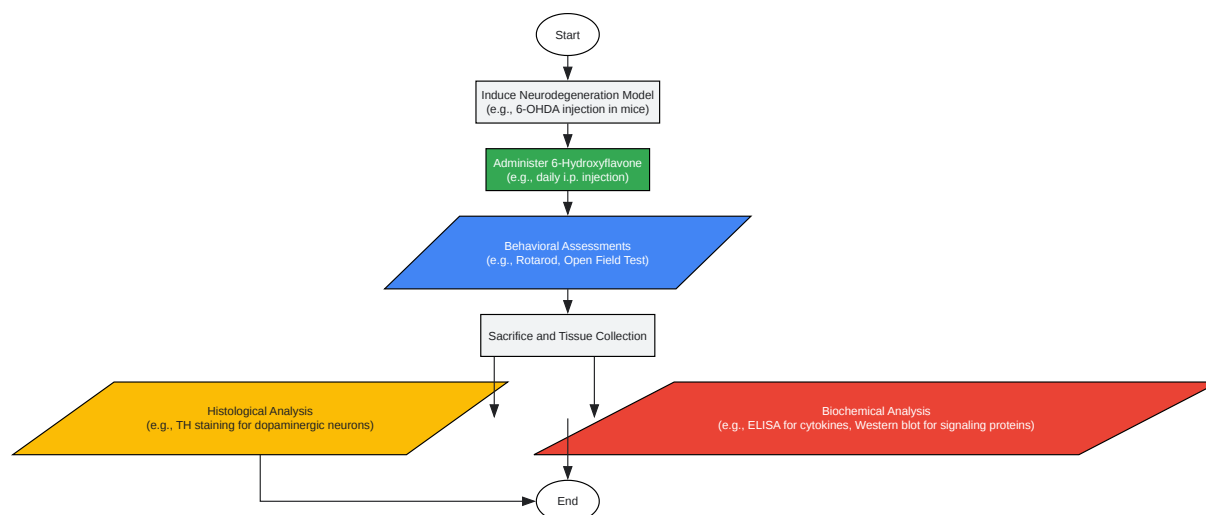 Start
Induce Neurodegeneration Model
(e.g., 6-OHDA injection in mice)
Administer 6-Hydroxyflavone
(e.g., daily i.p. injection)
Behavioral Assessments
(e.g., Rotarod, Open Field Test)
Sacrifice and Tissue Collection
Histological Analysis
(e.g., TH staining for dopaminergic neurons)
Biochemical Analysis
(e.g., ELISA for cytokines, Western blot for signaling proteins)
End